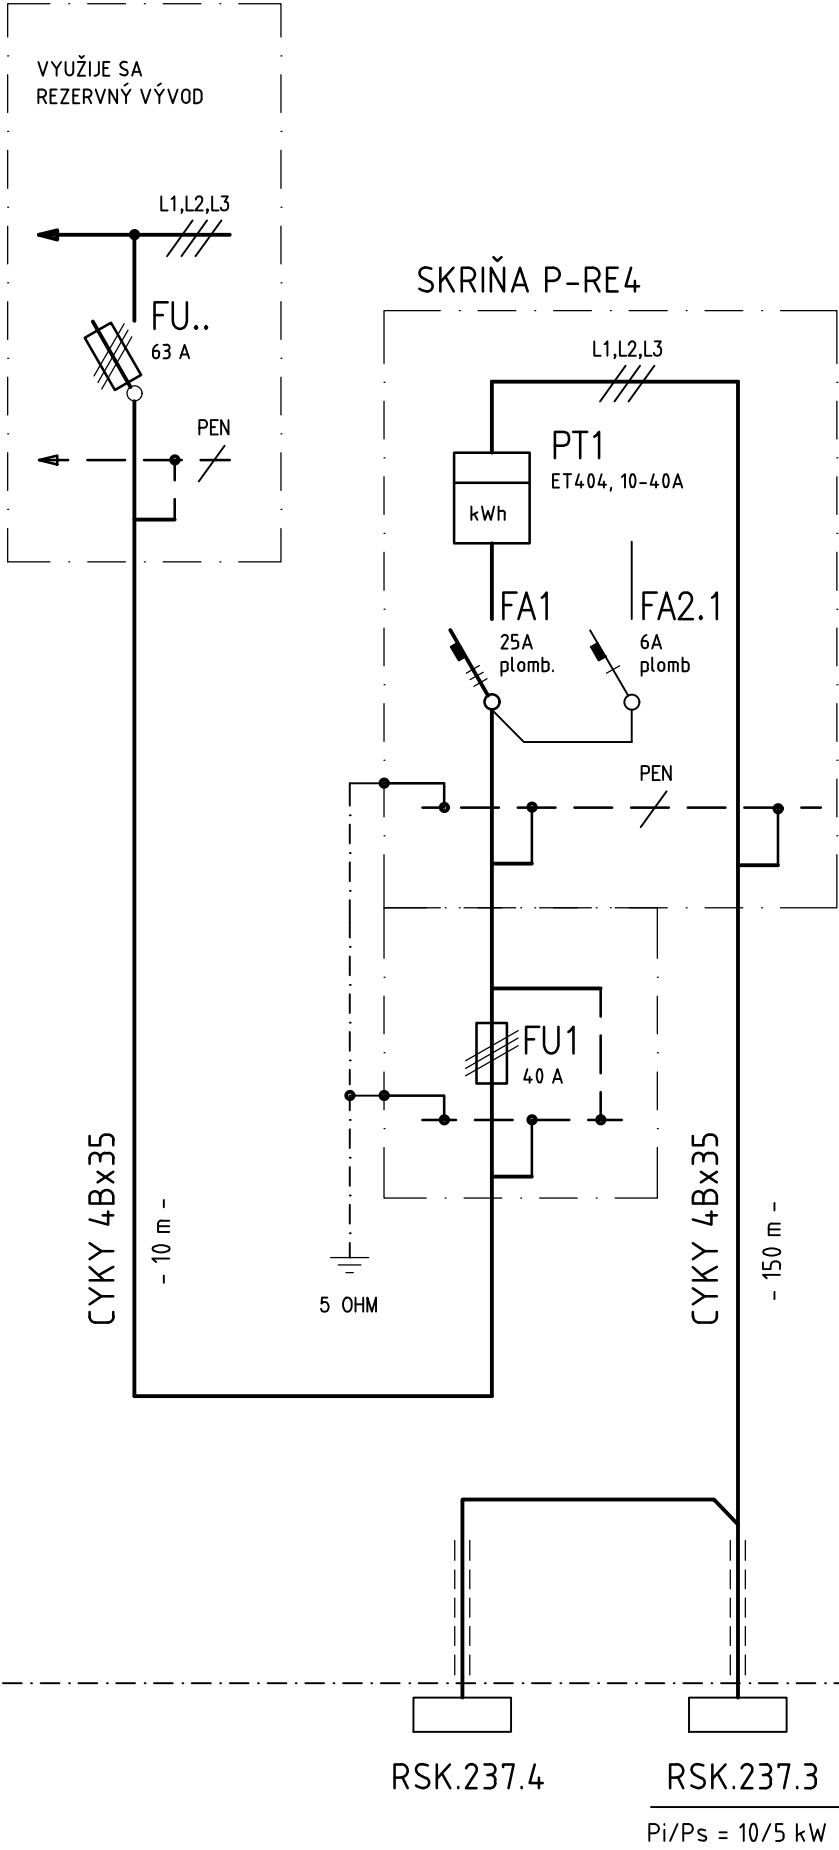 VYUŽIJE SA
REZERVNÝ VÝVOD
L1,L2,L3
FU..
63 A
PEN
SKRIŇA P-RE4
L1,L2,L3
PT1
ET404, 10-40A
kWh
FA1
25A
plomb.
FA2.1
6A
plomb
PEN
FU1
40 A
CYKY 4Bx35
- 10 m -
5 OHM
CYKY 4Bx35
- 150 m -
RSK.237.4
RSK.237.3
Pi/Ps = 10/5 kW